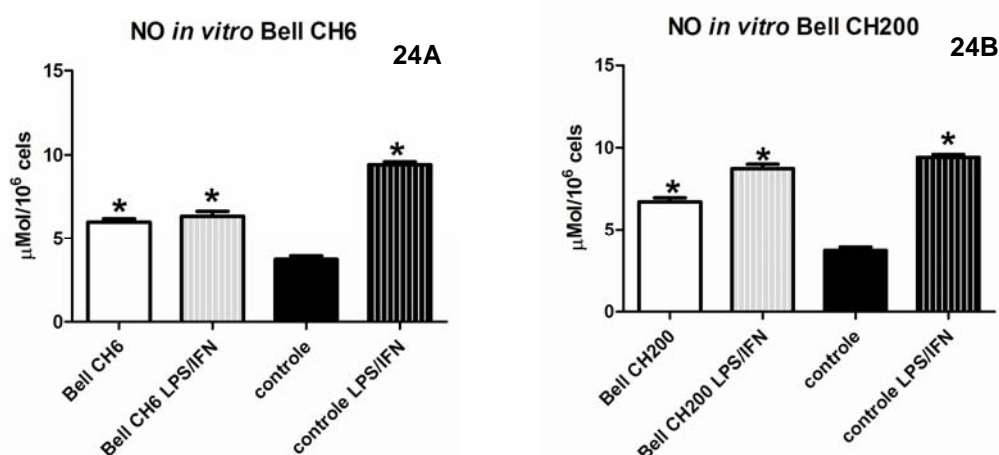 NO in vitro Bell CH6
24A
15
10
5
0
µMol/10⁶ cels
*
*
*
Bell CH6
Bell CH6 LPS/IFN
controle
controle LPS/IFN
NO in vitro Bell CH200
24B
15
10
5
0
µMol/10⁶ cels
*
*
*
Bell CH200
Bell CH200 LPS/IFN
controle
controle LPS/IFN